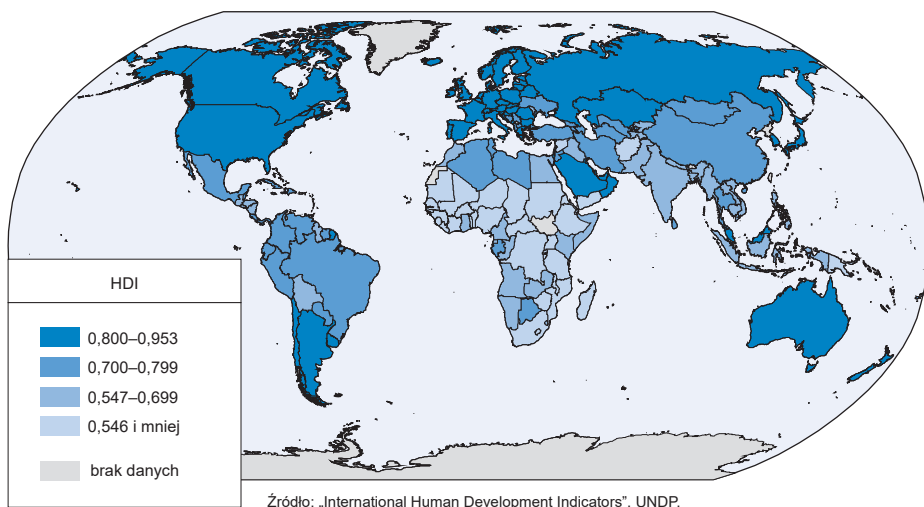 HDI
0,800–0,953
0,700–0,799
0,547–0,699
0,546 i mniej
brak danych
Źródło: „International Human Development Indicators”, UNDP.